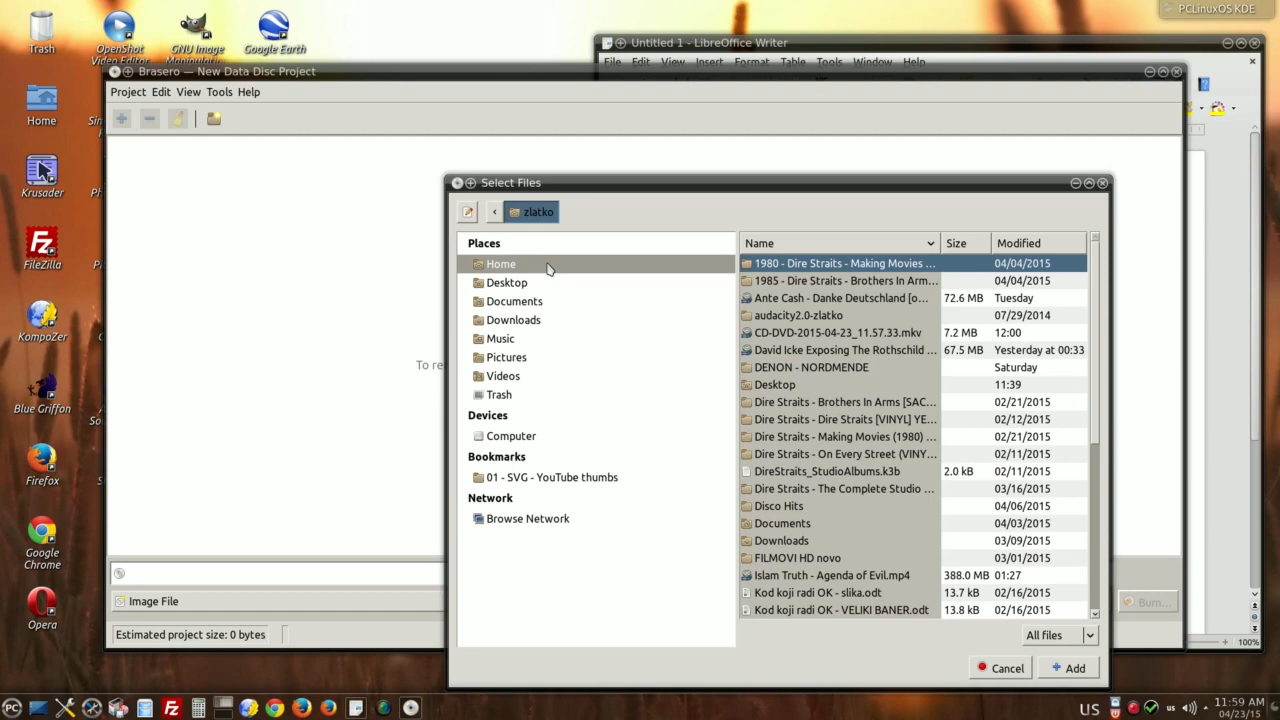 PCLinuxOS KDE
Trash
OpenShot
Video Editor
GNU Image
Manipulati...
Google Earth
Home
Krusader
FileZilla
KompoZer
Blue Griffon
Firefox
Google
Chrome
Opera
Untitled 1 - LibreOffice Writer
File Edit View Insert Format Table Tools Window Help
Brasero — New Data Disc Project
Project Edit View Tools Help
To re
Select Files
zlatko
Places
Home
Desktop
Documents
Downloads
Music
Pictures
Videos
Trash
Devices
Computer
Bookmarks
01 - SVG - YouTube thumbs
Network
Browse Network
Name Size Modified
1980 - Dire Straits - Making Movies ... 04/04/2015
1985 - Dire Straits - Brothers In Arm... 04/04/2015
Ante Cash - Danke Deutschland [o... 72.6 MB Tuesday
audacity2.0-zlatko 07/29/2014
CD-DVD-2015-04-23_11.57.33.mkv 7.2 MB 12:00
David Icke Exposing The Rothschild ... 67.5 MB Yesterday at 00:33
DENON - NORDMENDE Saturday
Desktop 11:39
Dire Straits - Brothers In Arms [SAC... 02/21/2015
Dire Straits - Dire Straits [VINYL] YE... 02/12/2015
Dire Straits - Making Movies (1980) ... 02/21/2015
Dire Straits - On Every Street (VINY... 02/11/2015
DireStraits_StudioAlbums.k3b 2.0 kB 02/11/2015
Dire Straits - The Complete Studio ... 03/16/2015
Disco Hits 04/06/2015
Documents 04/03/2015
Downloads 03/09/2015
FILMOVI HD novo 03/01/2015
Islam Truth - Agenda of Evil.mp4 388.0 MB 01:27
Kod koji radi OK - slika.odt 13.7 kB 02/16/2015
Kod koji radi OK - VELIKI BANER.odt 13.8 kB 02/16/2015
All files
Cancel Add
Image File
Burn...
Estimated project size: 0 bytes
100%
US
us
11:59 AM
04/23/15